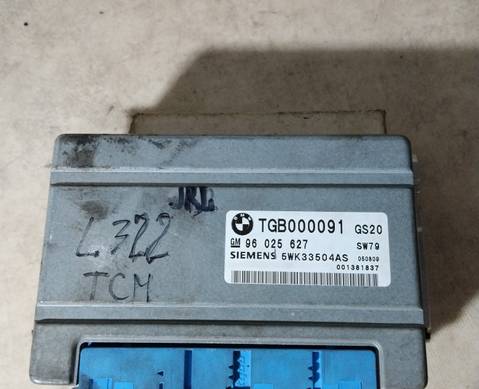 JRL
L322
TCM
TGB000091 GS20
GM 96 025 627 SW79
SIEMENS 5WK33504AS 050809
001381837